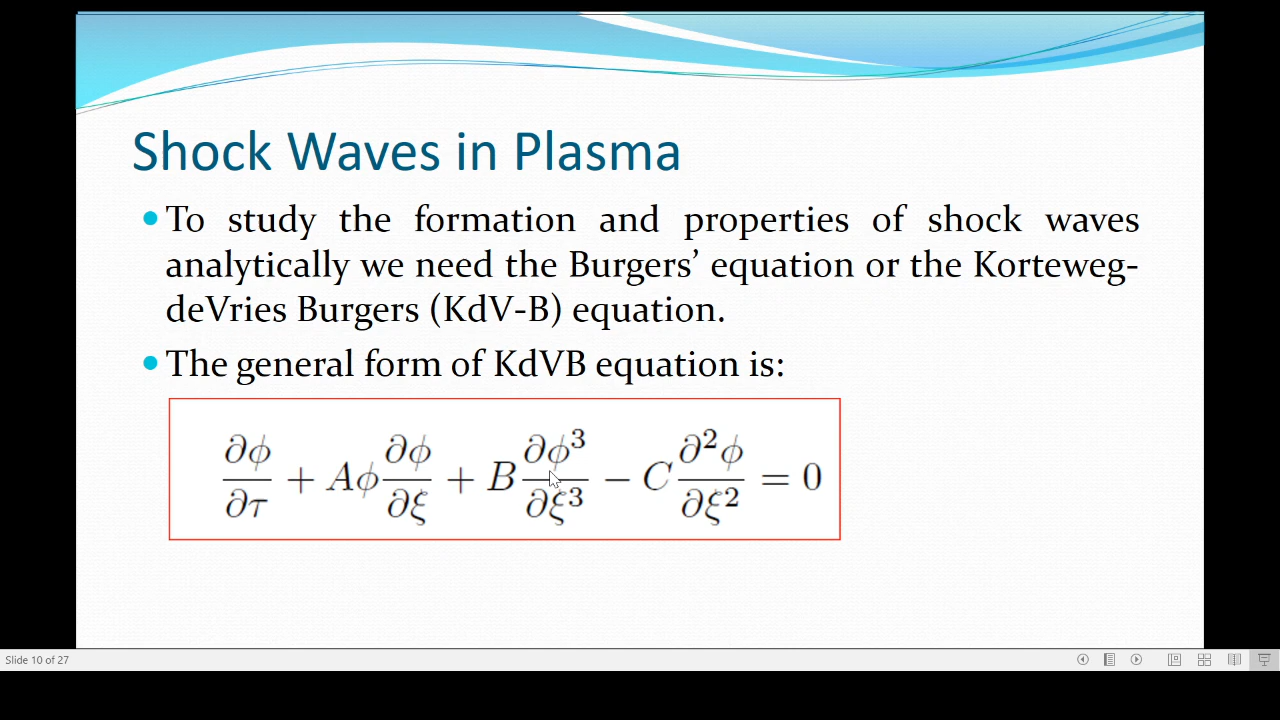 Shock Waves in Plasma
To study the formation and properties of shock waves
analytically we need the Burgers’ equation or the Korteweg-
deVries Burgers (KdV-B) equation.
The general form of KdVB equation is:
∂ϕ/∂τ + Aϕ ∂ϕ/∂ξ + B ∂ϕ³/∂ξ³ − C ∂²ϕ/∂ξ² = 0
Slide 10 of 27